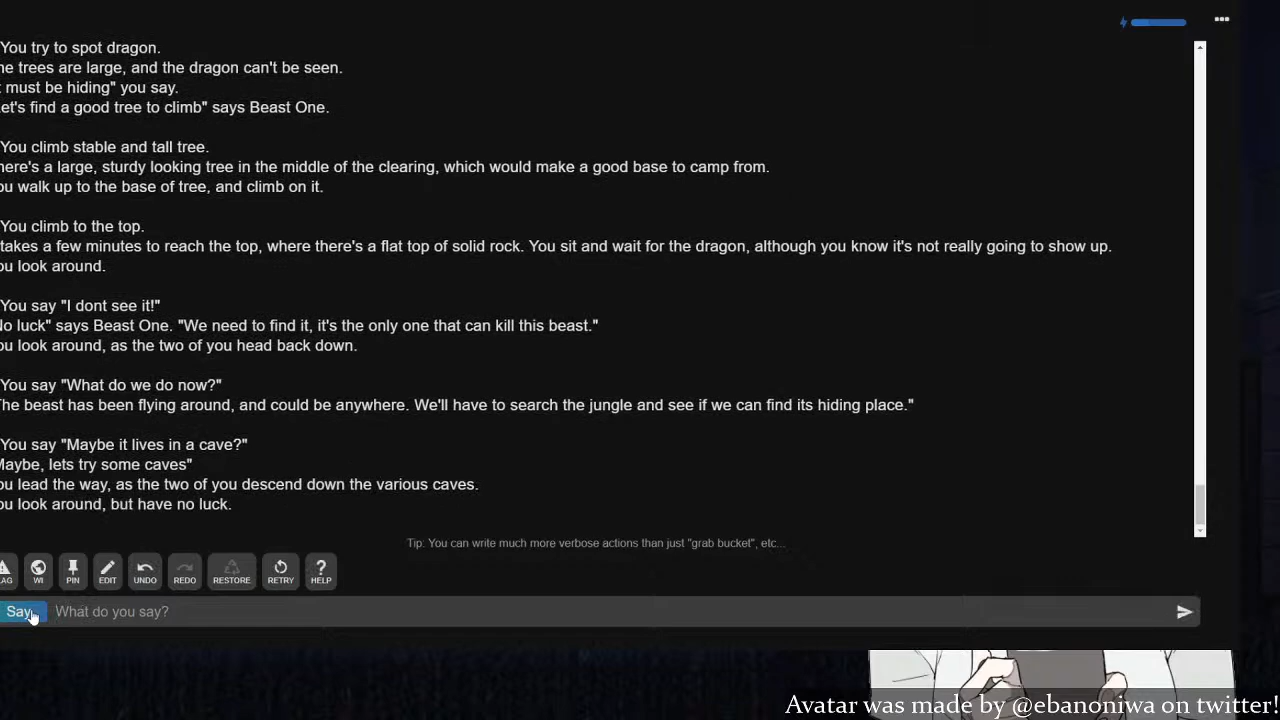 You try to spot dragon.
he trees are large, and the dragon can't be seen.
t must be hiding" you say.
et's find a good tree to climb" says Beast One.
You climb stable and tall tree.
here's a large, sturdy looking tree in the middle of the clearing, which would make a good base to camp from.
ou walk up to the base of tree, and climb on it.
You climb to the top.
takes a few minutes to reach the top, where there's a flat top of solid rock. You sit and wait for the dragon, although you know it's not really going to show up.
ou look around.
You say "I dont see it!"
No luck" says Beast One. "We need to find it, it's the only one that can kill this beast."
ou look around, as the two of you head back down.
You say "What do we do now?"
The beast has been flying around, and could be anywhere. We'll have to search the jungle and see if we can find its hiding place."
You say "Maybe it lives in a cave?"
Maybe, lets try some caves"
ou lead the way, as the two of you descend down the various caves.
ou look around, but have no luck.
Tip: You can write much more verbose actions than just "grab bucket", etc...
LAG WI PIN EDIT UNDO REDO RESTORE RETRY HELP
Say What do you say?
Avatar was made by @ebanoniwa on twitter!